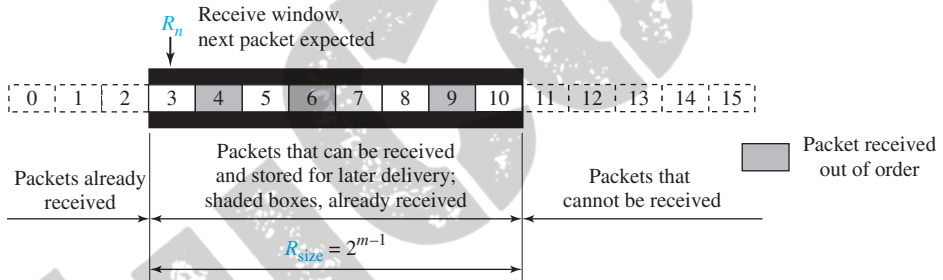 Receive window,
next packet expected
Rn
0 1 2 3 4 5 6 7 8 9 10 11 12 13 14 15
Packets already
received
Packets that can be received
and stored for later delivery;
shaded boxes, already received
Packets that
cannot be received
Packet received
out of order
Rsize = 2^m−1